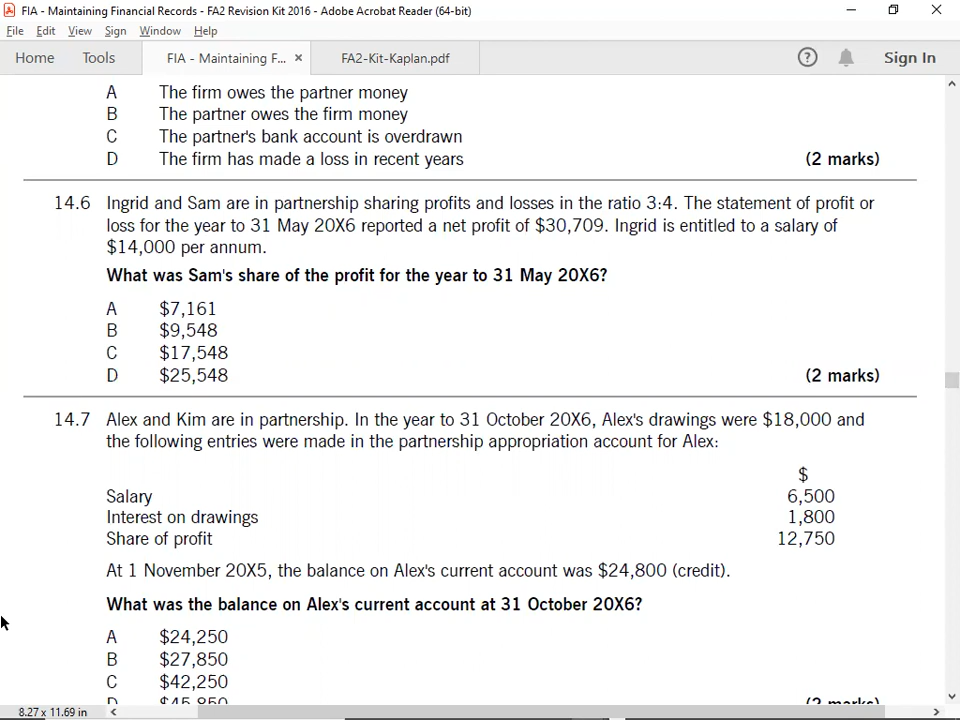 FIA - Maintaining Financial Records - FA2 Revision Kit 2016 - Adobe Acrobat Reader (64-bit)
File Edit View Sign Window Help
Home Tools FIA - Maintaining F... × FA2-Kit-Kaplan.pdf ? Sign In
A The firm owes the partner money
B The partner owes the firm money
C The partner's bank account is overdrawn
D The firm has made a loss in recent years (2 marks)
14.6 Ingrid and Sam are in partnership sharing profits and losses in the ratio 3:4. The statement of profit or
loss for the year to 31 May 20X6 reported a net profit of $30,709. Ingrid is entitled to a salary of
$14,000 per annum.
What was Sam's share of the profit for the year to 31 May 20X6?
A $7,161
B $9,548
C $17,548
D $25,548 (2 marks)
14.7 Alex and Kim are in partnership. In the year to 31 October 20X6, Alex's drawings were $18,000 and
the following entries were made in the partnership appropriation account for Alex:
$
Salary 6,500
Interest on drawings 1,800
Share of profit 12,750
At 1 November 20X5, the balance on Alex's current account was $24,800 (credit).
What was the balance on Alex's current account at 31 October 20X6?
A $24,250
B $27,850
C $42,250
D $45,850 (2 marks)
8.27 x 11.69 in